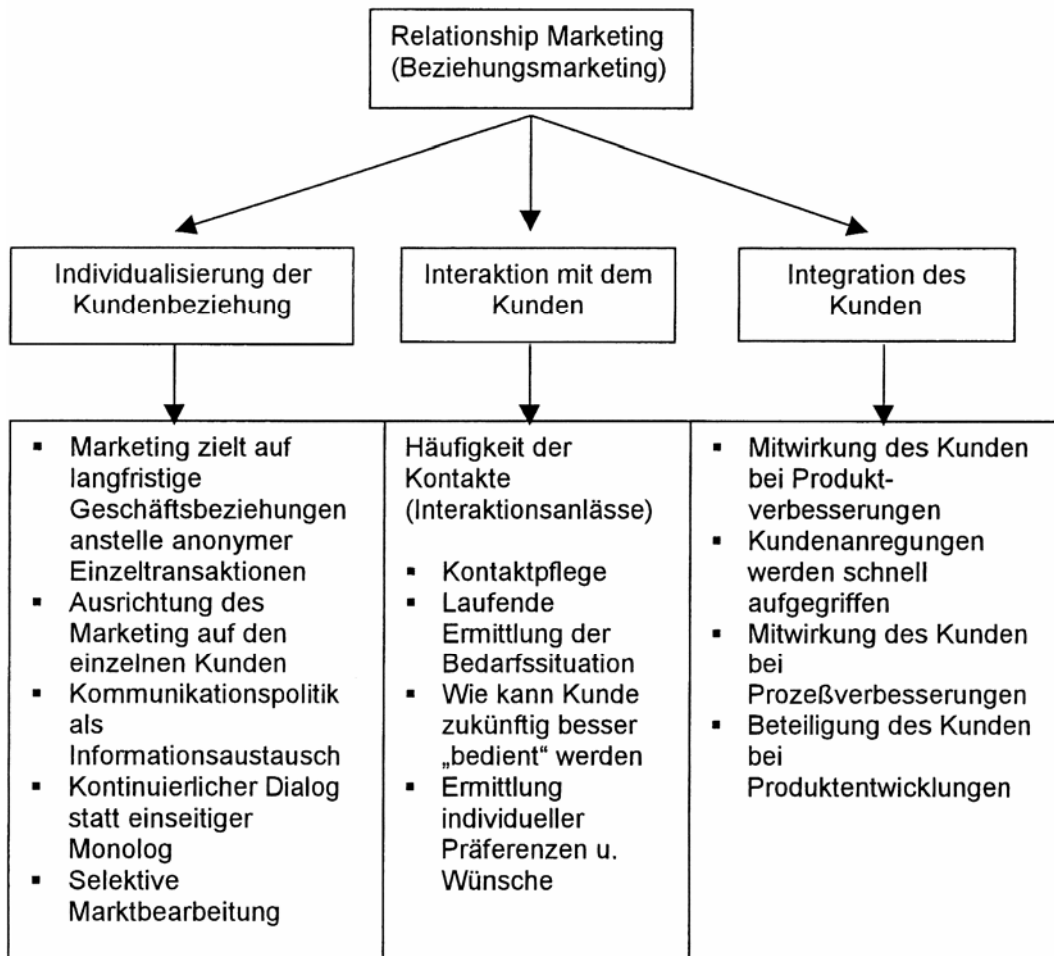 Relationship Marketing
(Beziehungsmarketing)
Individualisierung der
Kundenbeziehung
Interaktion mit dem
Kunden
Integration des
Kunden
▪ Marketing zielt auf
langfristige
Geschäftsbeziehungen
anstelle anonymer
Einzeltransaktionen
▪ Ausrichtung des
Marketing auf den
einzelnen Kunden
▪ Kommunikationspolitik
als
Informationsaustausch
▪ Kontinuierlicher Dialog
statt einseitiger
Monolog
▪ Selektive
Marktbearbeitung
Häufigkeit der
Kontakte
(Interaktionsanlässe)
▪ Kontaktpflege
▪ Laufende
Ermittlung der
Bedarfssituation
▪ Wie kann Kunde
zukünftig besser
„bedient“ werden
▪ Ermittlung
individueller
Präferenzen u.
Wünsche
▪ Mitwirkung des Kunden
bei Produkt-
verbesserungen
▪ Kundenanregungen
werden schnell
aufgegriffen
▪ Mitwirkung des Kunden
bei
Prozeßverbesserungen
▪ Beteiligung des Kunden
bei
Produktentwicklungen